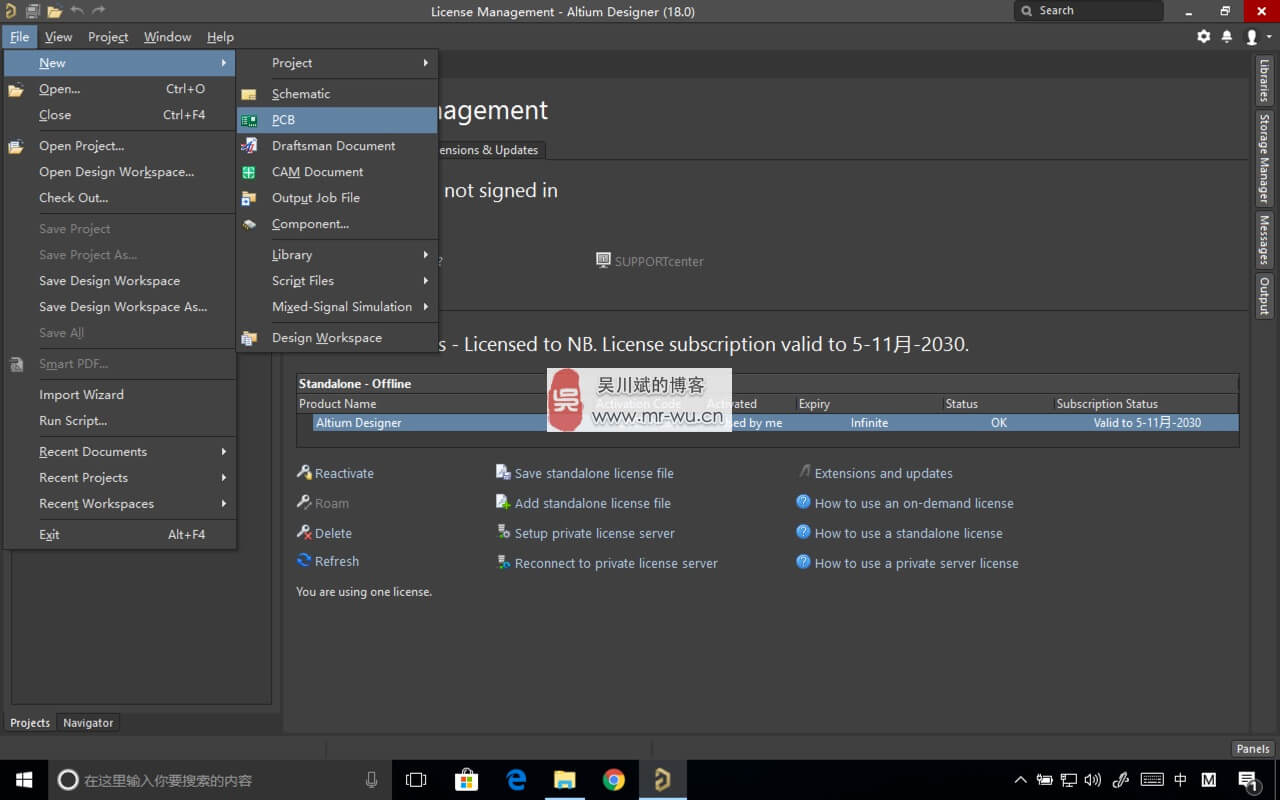 License Management - Altium Designer (18.0)
Search
File View Project Window Help
New
Open... Ctrl+O
Close Ctrl+F4
Open Project...
Open Design Workspace...
Check Out...
Save Project
Save Project As...
Save Design Workspace
Save Design Workspace As...
Save All
Smart PDF...
Import Wizard
Run Script...
Recent Documents
Recent Projects
Recent Workspaces
Exit Alt+F4
Project
Schematic
PCB
Draftsman Document
CAM Document
Output Job File
Component...
Library
Script Files
Mixed-Signal Simulation
Design Workspace
nagement
ensions & Updates
not signed in
?
SUPPORTcenter
s - Licensed to NB. License subscription valid to 5-11月-2030.
Standalone - Offline
Product Name Activation Code Activated Expiry Status Subscription Status
Altium Designer ed by me Infinite OK Valid to 5-11月-2030
吴川斌的博客
www.mr-wu.cn
Reactivate Save standalone license file Extensions and updates
Roam Add standalone license file How to use an on-demand license
Delete Setup private license server How to use a standalone license
Refresh Reconnect to private license server How to use a private server license
You are using one license.
Libraries
Storage Manager
Messages
Output
Projects Navigator
Panels
在这里输入你要搜索的内容
中 M 1